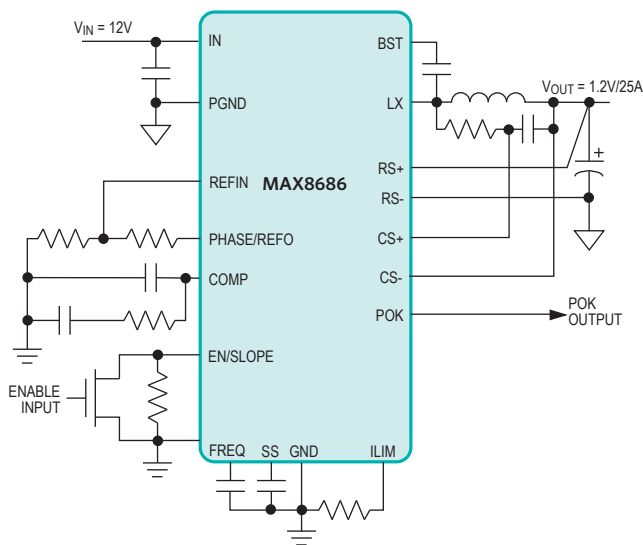 V_IN = 12V
IN
BST
PGND
LX
V_OUT = 1.2V/25A
+
RS+
REFIN
MAX8686
RS-
PHASE/REFO
CS+
COMP
CS-
POK
POK
OUTPUT
EN/SLOPE
ENABLE
INPUT
FREQ
SS
GND
ILIM